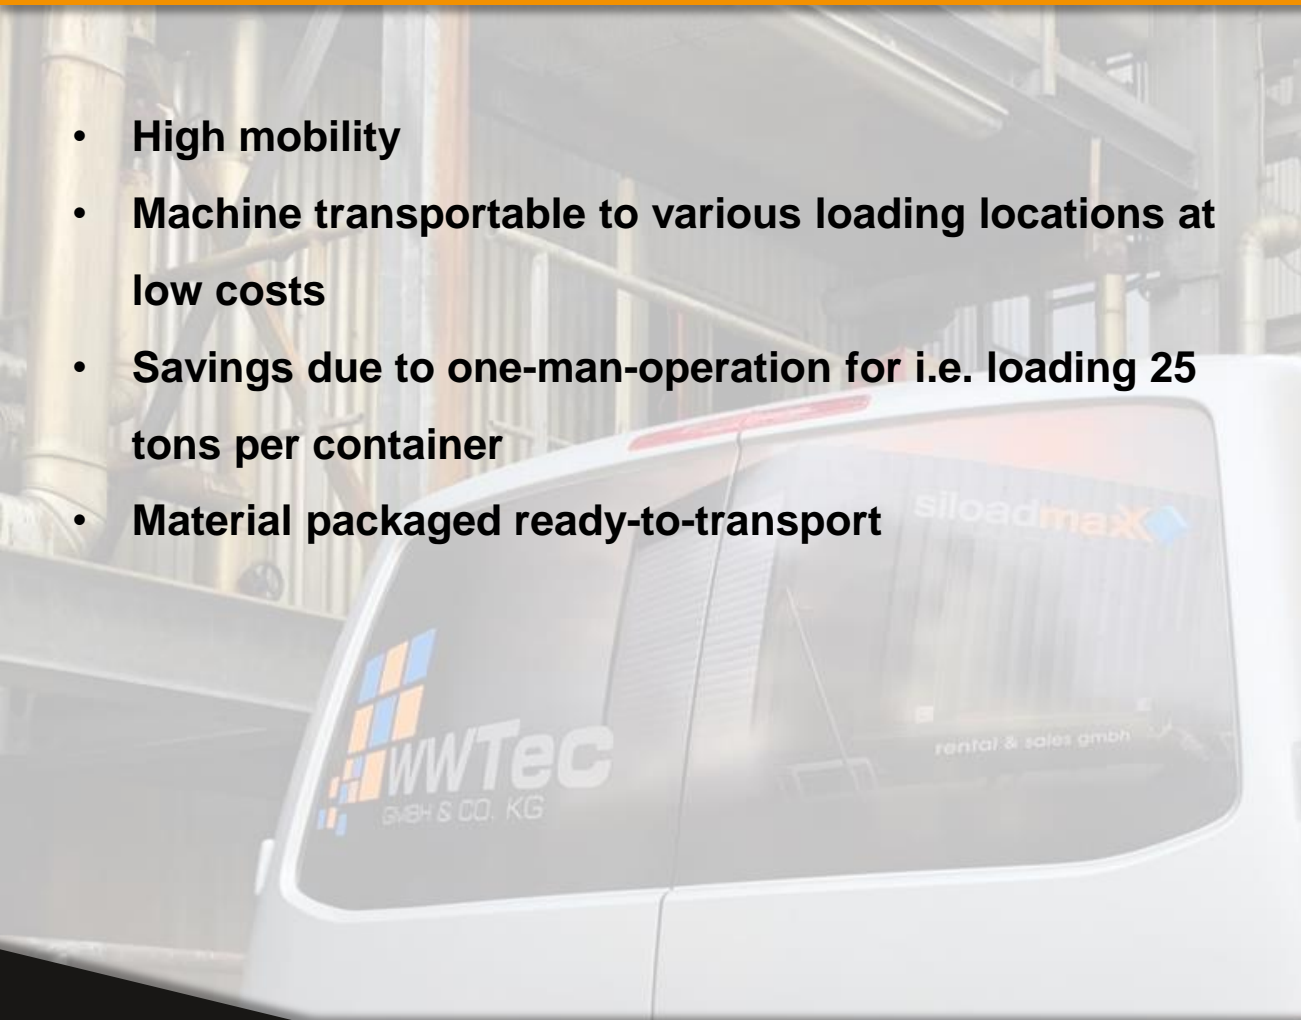 • High mobility
• Machine transportable to various loading locations at
low costs
• Savings due to one-man-operation for i.e. loading 25
tons per container
• Material packaged ready-to-transport
siloadmaxx
wwTec
rental & sales gmbh
GMBH & CO. KG